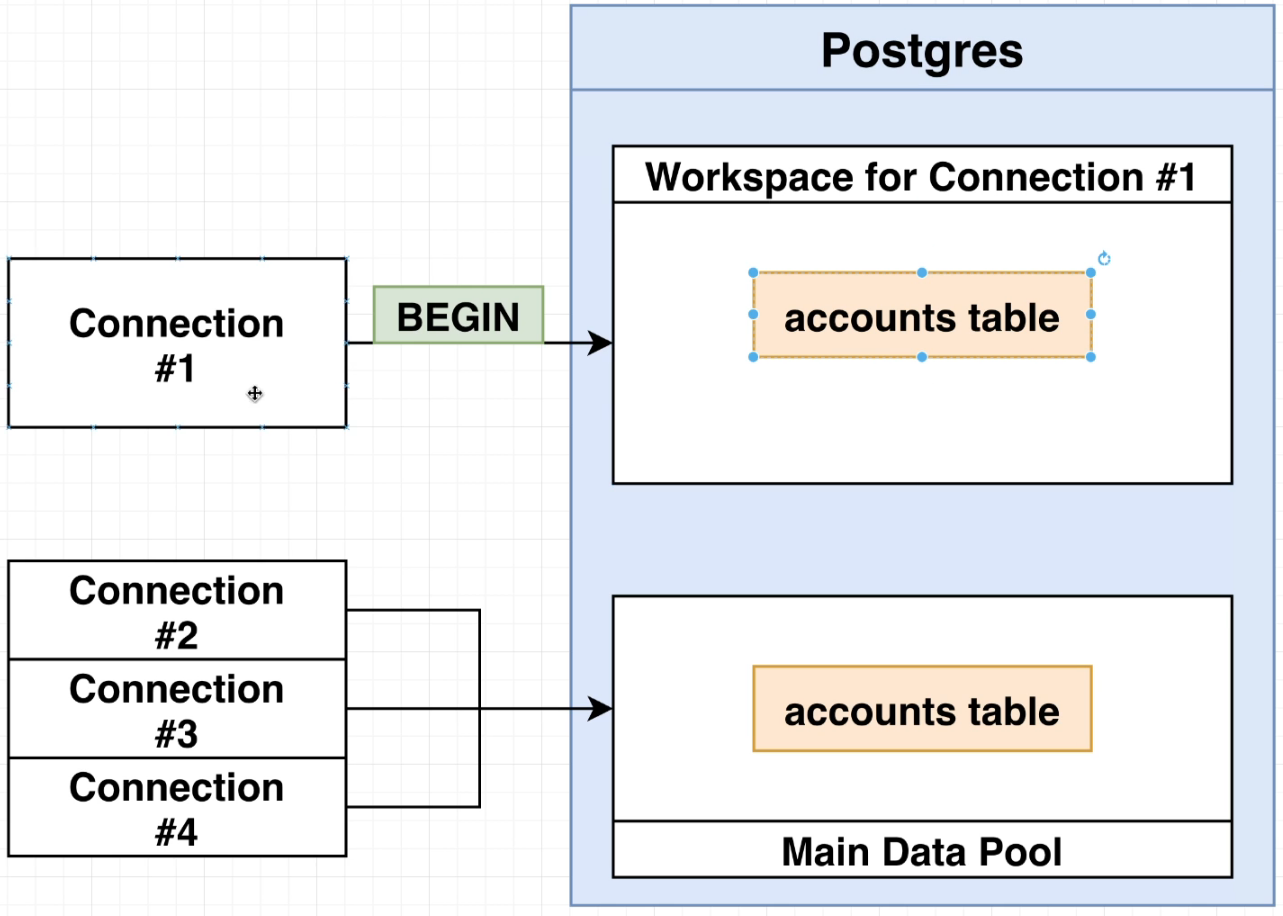 Postgres
Workspace for Connection #1
accounts table
Connection
#1
BEGIN
Connection
#2
Connection
#3
Connection
#4
accounts table
Main Data Pool